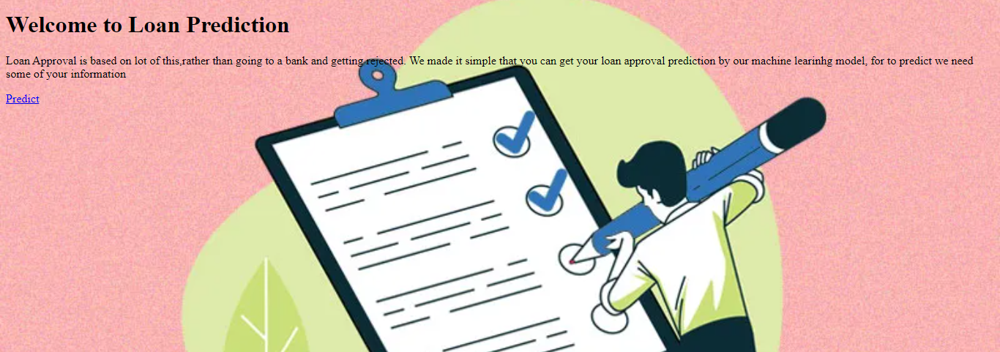 Welcome to Loan Prediction
Loan Approval is based on lot of this,rather than going to a bank and getting rejected. We made it simple that you can get your loan approval prediction by our machine learinhg model, for to predict we need
some of your information
Predict